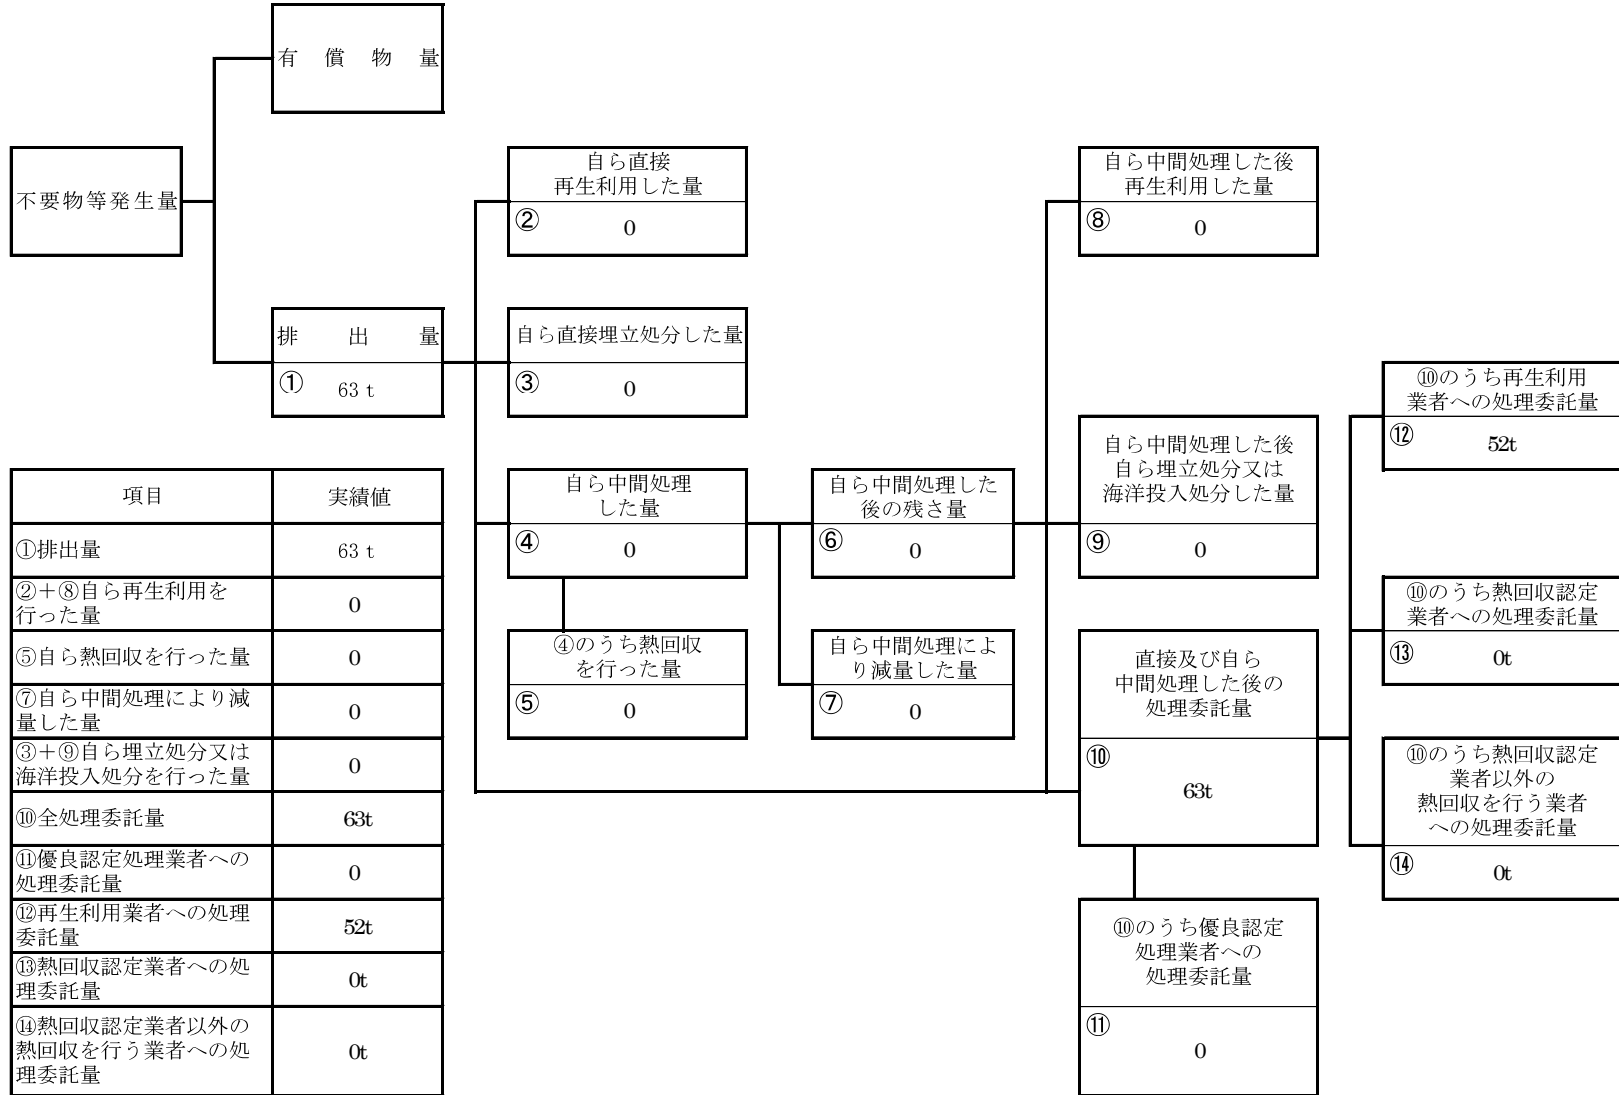 有償物量
不要物等発生量
排出量
① 63 t
自ら直接
再生利用した量
② 0
自ら直接埋立処分した量
③ 0
自ら中間処理
した量
④ 0
④のうち熱回収
を行った量
⑤ 0
自ら中間処理した
後の残さ量
⑥ 0
自ら中間処理によ
り減量した量
⑦ 0
自ら中間処理した後
再生利用した量
⑧ 0
自ら中間処理した後
自ら埋立処分又は
海洋投入処分した量
⑨ 0
直接及び自ら
中間処理した後の
処理委託量
⑩
63t
⑩のうち優良認定
処理業者への
処理委託量
⑪
0
⑩のうち再生利用
業者への処理委託量
⑫ 52t
⑩のうち熱回収認定
業者への処理委託量
⑬ 0t
⑩のうち熱回収認定
業者以外の
熱回収を行う業者
への処理委託量
⑭ 0t
項目 実績値
①排出量 63 t
②＋⑧自ら再生利用を
行った量 0
⑤自ら熱回収を行った量 0
⑦自ら中間処理により減
量した量 0
③＋⑨自ら埋立処分又は
海洋投入処分を行った量 0
⑩全処理委託量 63t
⑪優良認定処理業者への
処理委託量 0
⑫再生利用業者への処理
委託量 52t
⑬熱回収認定業者への処
理委託量 0t
⑭熱回収認定業者以外の
熱回収を行う業者への処
理委託量 0t